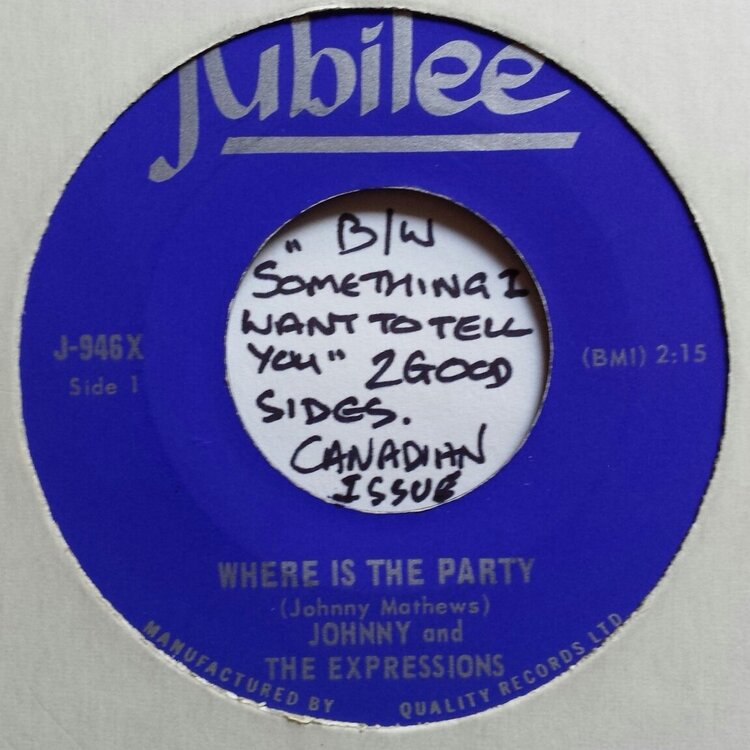 Jubilee
" B/W
SOMETHING I
WANT TO TELL
YOU" 2 GOOD
SIDES.
CANADIAN
ISSUE
J-946X
Side 1
(BMI) 2:15
WHERE IS THE PARTY
(Johnny Mathews)
JOHNNY and
THE EXPRESSIONS
MANUFACTURED BY QUALITY RECORDS LTD